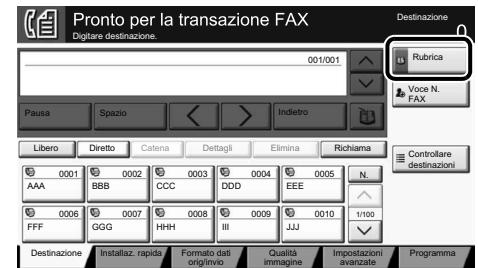 Pronto per la transazione FAX
Digitare destinazione.
Destinazione
0
001/001
Rubrica
Voce N.
FAX
Pausa
Spazio
Indietro
Libero
Diretto
Catena
Dettagli
Elimina
Richiama
Controllare
destinazioni
0001
AAA
0002
BBB
0003
CCC
0004
DDD
0005
EEE
N.
0006
FFF
0007
GGG
0008
HHH
0009
III
0010
JJJ
1/100
Destinazione
Installaz. rapida
Formato dati
orig/invio
Qualità
immagine
Impostazioni
avanzate
Programma